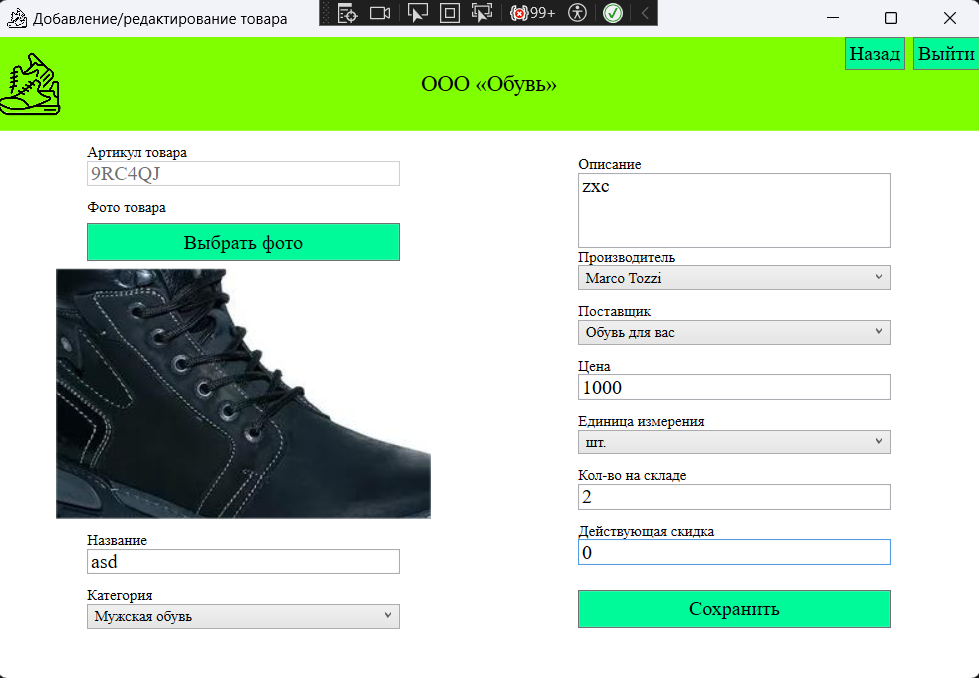 Добавление/редактирование товара
99+
Назад
Выйти
ООО «Обувь»
Артикул товара
9RC4QJ
Фото товара
Выбрать фото
Название
asd
Категория
Мужская обувь
Описание
zxc
Производитель
Marco Tozzi
Поставщик
Обувь для вас
Цена
1000
Единица измерения
шт.
Кол-во на складе
2
Действующая скидка
0
Сохранить